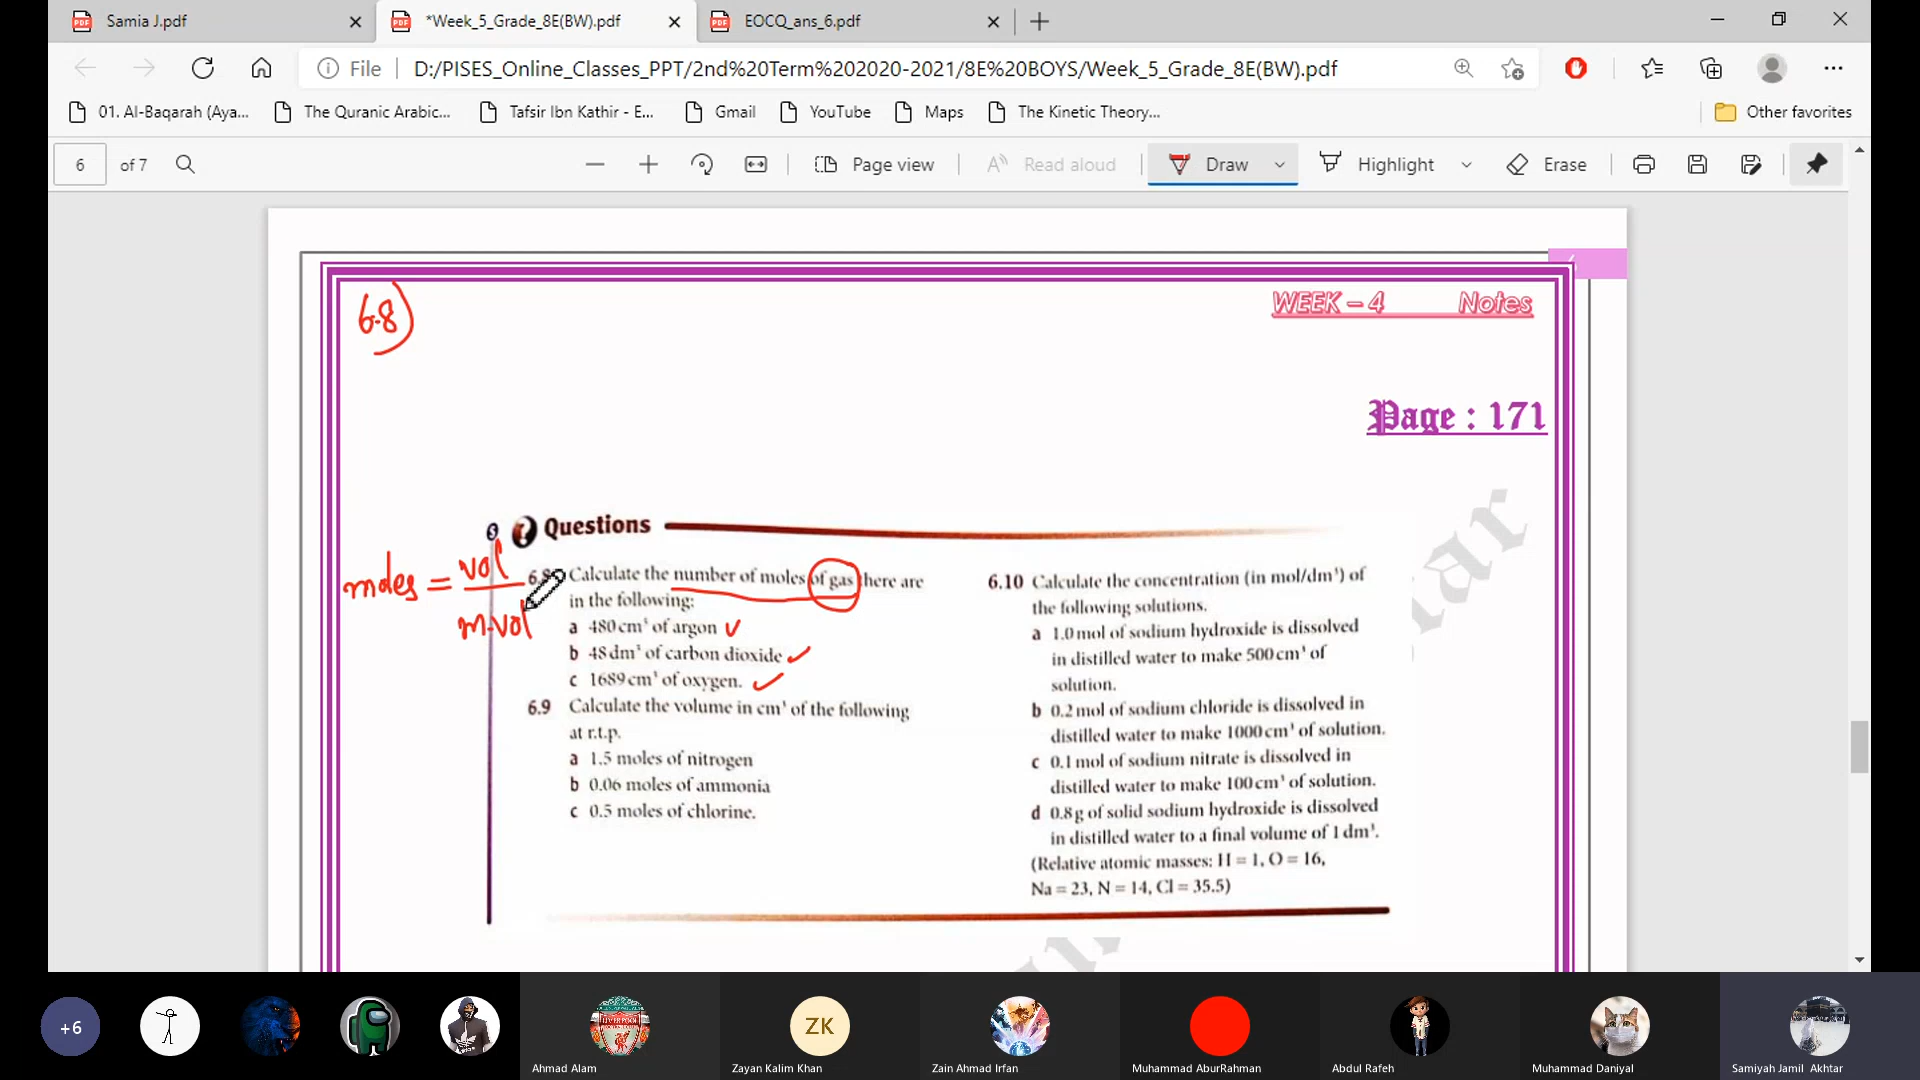 Samia J.pdf
*Week_5_Grade_8E(BW).pdf
EOCQ_ans_6.pdf
File
D:/PISES_Online_Classes_PPT/2nd%20Term%202020-2021/8E%20BOYS/Week_5_Grade_8E(BW).pdf
01. Al-Baqarah (Aya...
The Quranic Arabic...
Tafsir Ibn Kathir - E...
Gmail
YouTube
Maps
The Kinetic Theory...
Other favorites
6
of 7
Page view
Read aloud
Draw
Highlight
Erase
6.8)
WEEK – 4 Notes
Page : 171
Questions
moles = vol
m.vol
Calculate the number of moles of gas there are
in the following:
a 480 cm³ of argon
b 48 dm³ of carbon dioxide
c 1689 cm³ of oxygen.
6.9 Calculate the volume in cm³ of the following
at r.t.p.
a 1.5 moles of nitrogen
b 0.06 moles of ammonia
c 0.5 moles of chlorine.
6.10 Calculate the concentration (in mol/dm³) of
the following solutions.
a 1.0 mol of sodium hydroxide is dissolved
in distilled water to make 500 cm³ of
solution.
b 0.2 mol of sodium chloride is dissolved in
distilled water to make 1000 cm³ of solution.
c 0.1 mol of sodium nitrate is dissolved in
distilled water to make 100 cm³ of solution.
d 0.8 g of solid sodium hydroxide is dissolved
in distilled water to a final volume of 1 dm³.
(Relative atomic masses: H = 1, O = 16,
Na = 23, N = 14, Cl = 35.5)
+6
ZK
Ahmad Alam
Zayan Kalim Khan
Zain Ahmad Irfan
Muhammad AburRahman
Abdul Rafeh
Muhammad Daniyal
Samiyah Jamil Akhtar